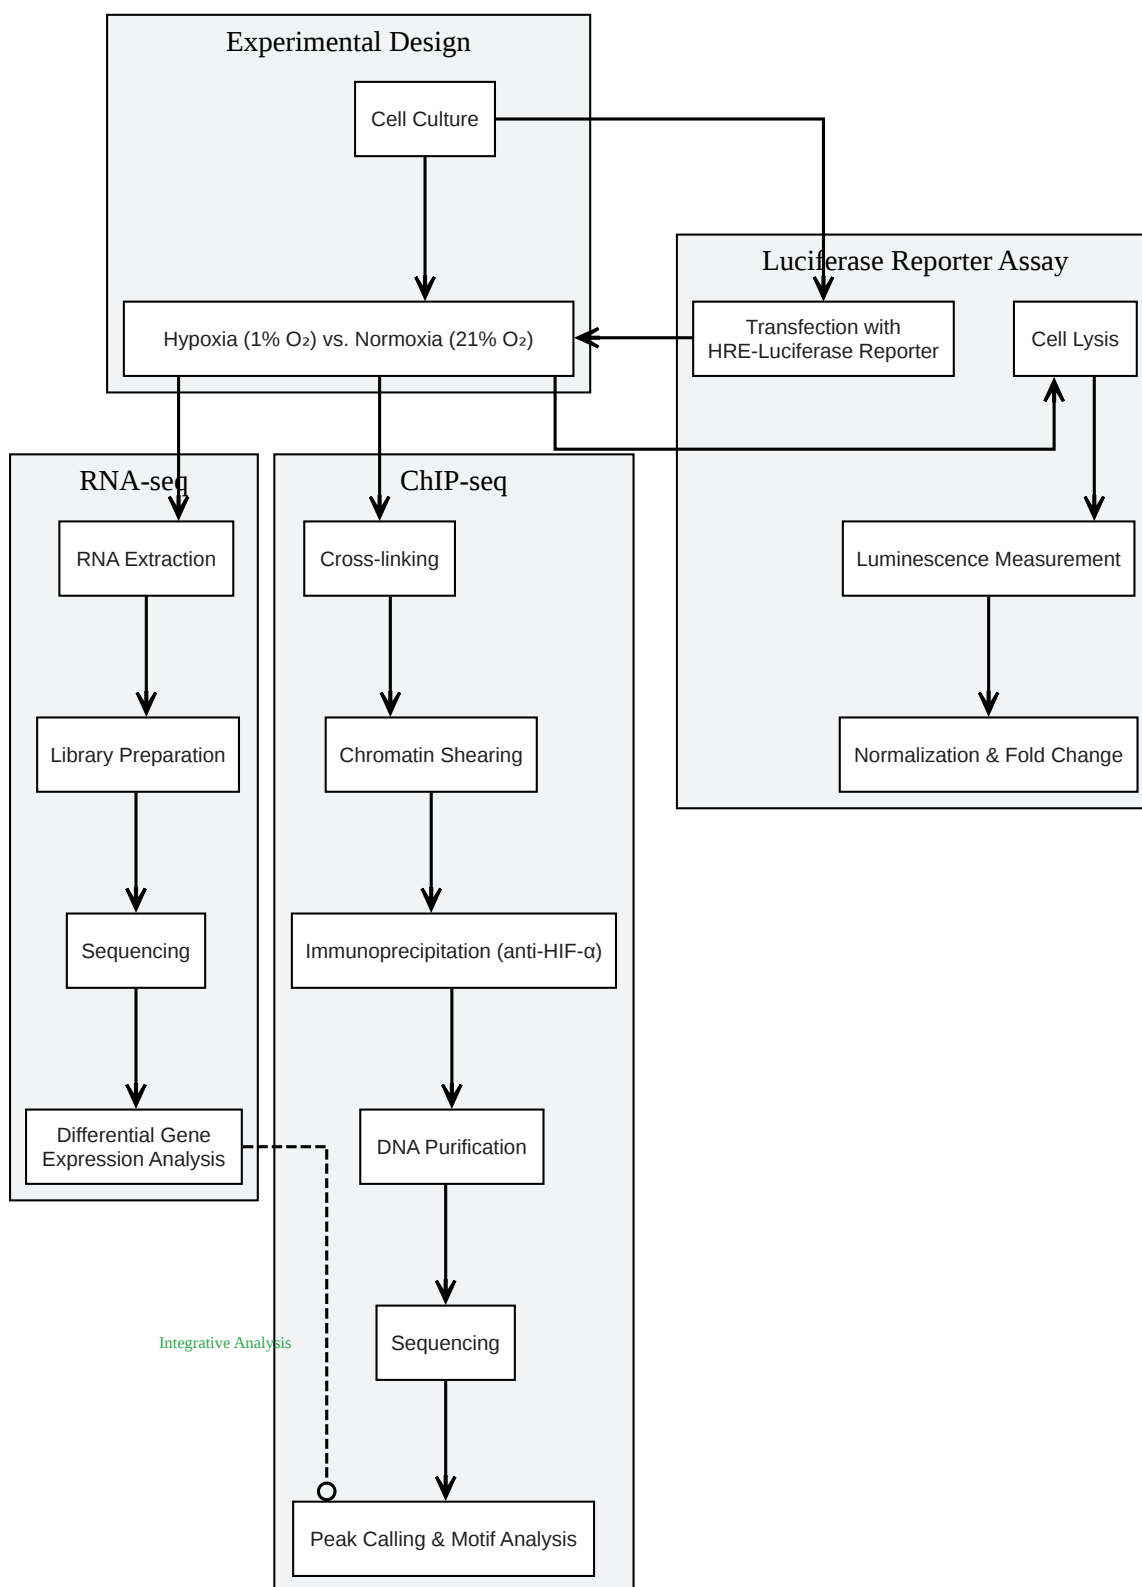 Experimental Design
Cell Culture
Luciferase Reporter Assay
Hypoxia (1% O₂) vs. Normoxia (21% O₂)
Transfection with
HRE-Luciferase Reporter
Cell Lysis
RNA-seq
ChIP-seq
RNA Extraction
Cross-linking
Luminescence Measurement
Library Preparation
Chromatin Shearing
Normalization & Fold Change
Sequencing
Immunoprecipitation (anti-HIF-α)
Differential Gene
Expression Analysis
DNA Purification
Integrative Analysis
Sequencing
Peak Calling & Motif Analysis